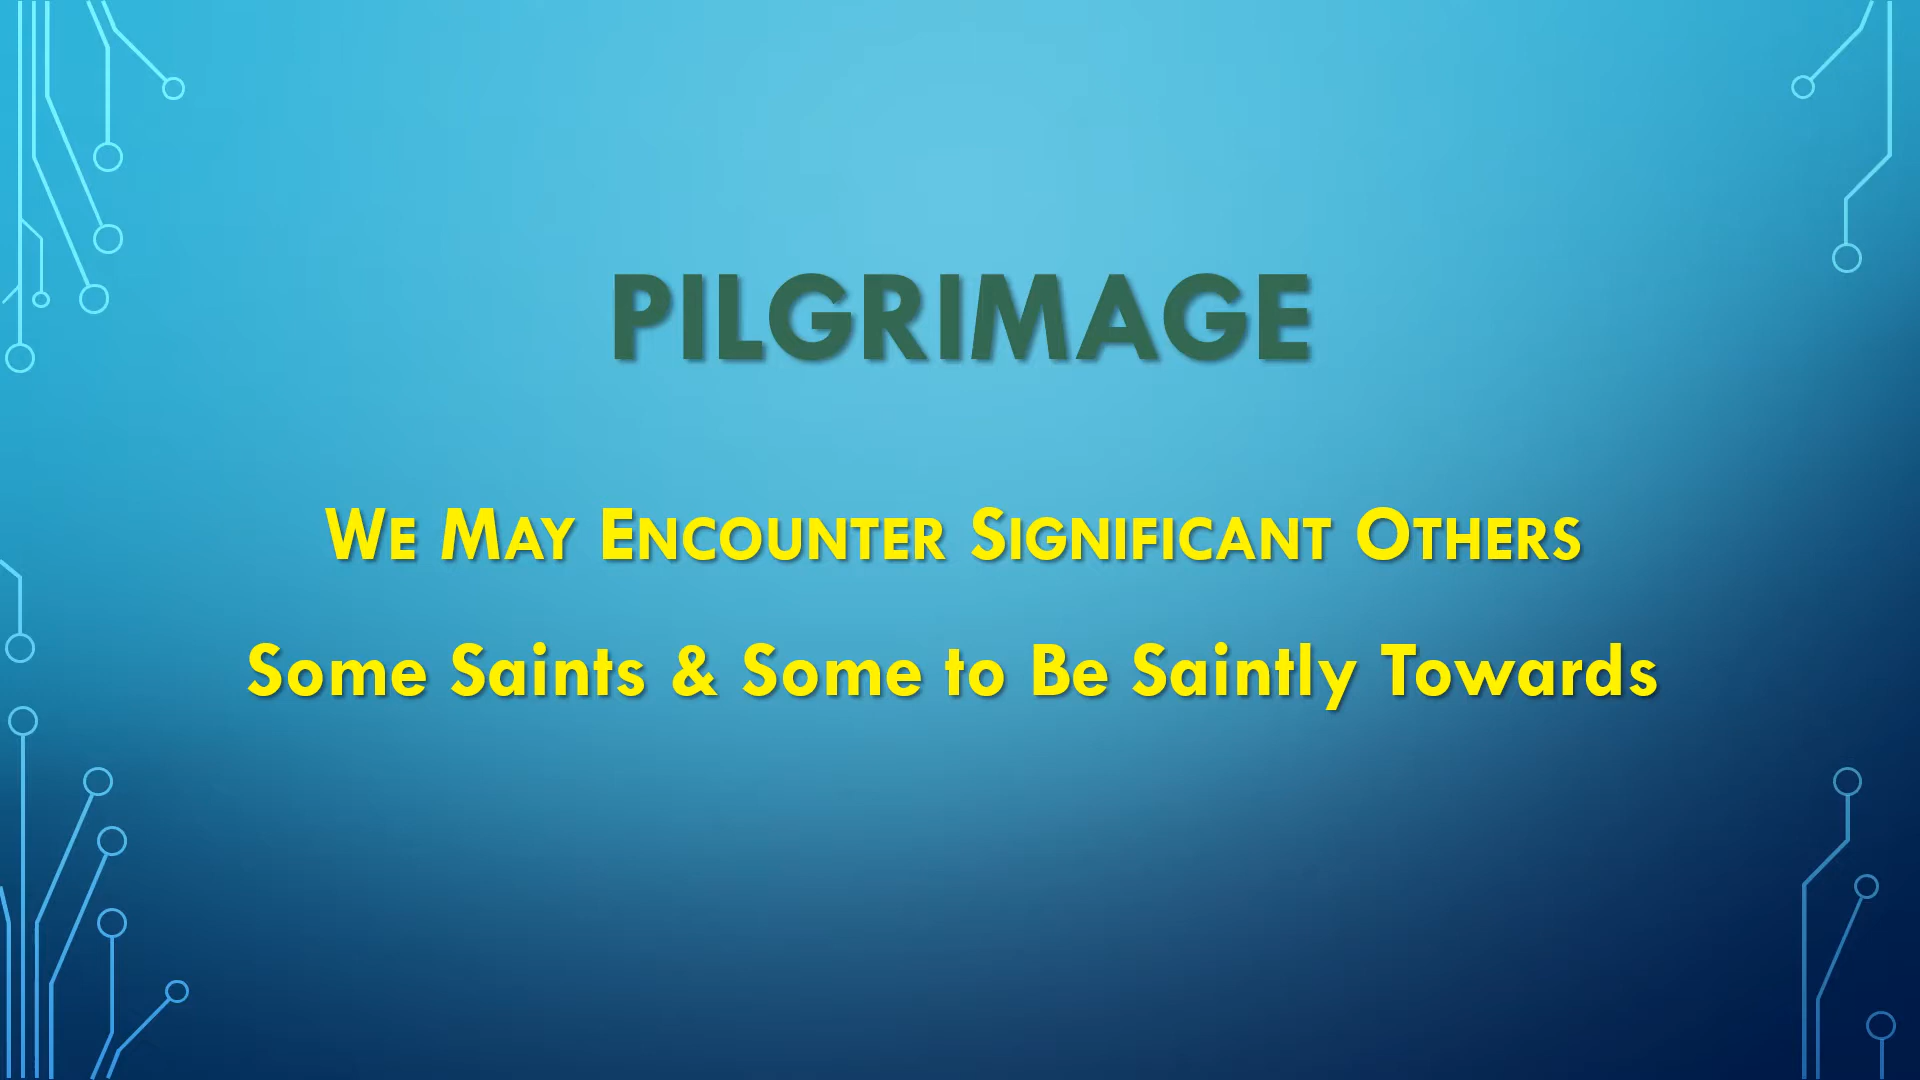 PILGRIMAGE
WE MAY ENCOUNTER SIGNIFICANT OTHERS
Some Saints & Some to Be Saintly Towards